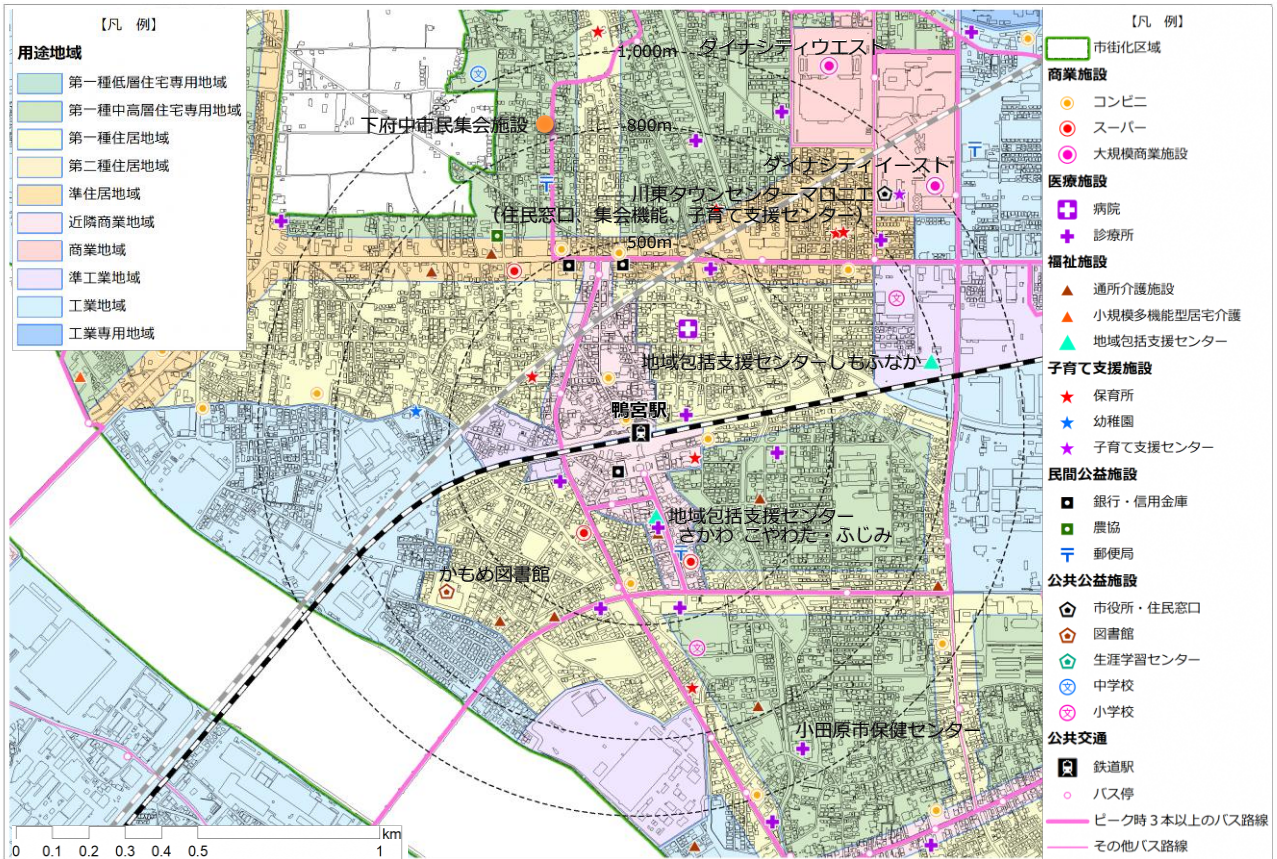 【凡　例】
用途地域
第一種低層住宅専用地域
第一種中高層住宅専用地域
第一種住居地域
第二種住居地域
準住居地域
近隣商業地域
商業地域
準工業地域
工業地域
工業専用地域
1,000m
ダイナシティウエスト
下府中市民集会施設
800m
ダイナシティイースト
川東タウンセンターマロニエ
（住民窓口、集会機能、子育て支援センター）
500m
地域包括支援センターしもふなか
鴨宮駅
地域包括支援センター
さかわ こやわた・ふじみ
かもめ図書館
小田原市保健センター
0 0.1 0.2 0.3 0.4 0.5 1
km
【凡　例】
市街化区域
商業施設
コンビニ
スーパー
大規模商業施設
医療施設
病院
診療所
福祉施設
通所介護施設
小規模多機能型居宅介護
地域包括支援センター
子育て支援施設
保育所
幼稚園
子育て支援センター
民間公益施設
銀行・信用金庫
農協
郵便局
公共公益施設
市役所・住民窓口
図書館
生涯学習センター
文 中学校
文 小学校
公共交通
鉄道駅
バス停
ピーク時３本以上のバス路線
その他バス路線